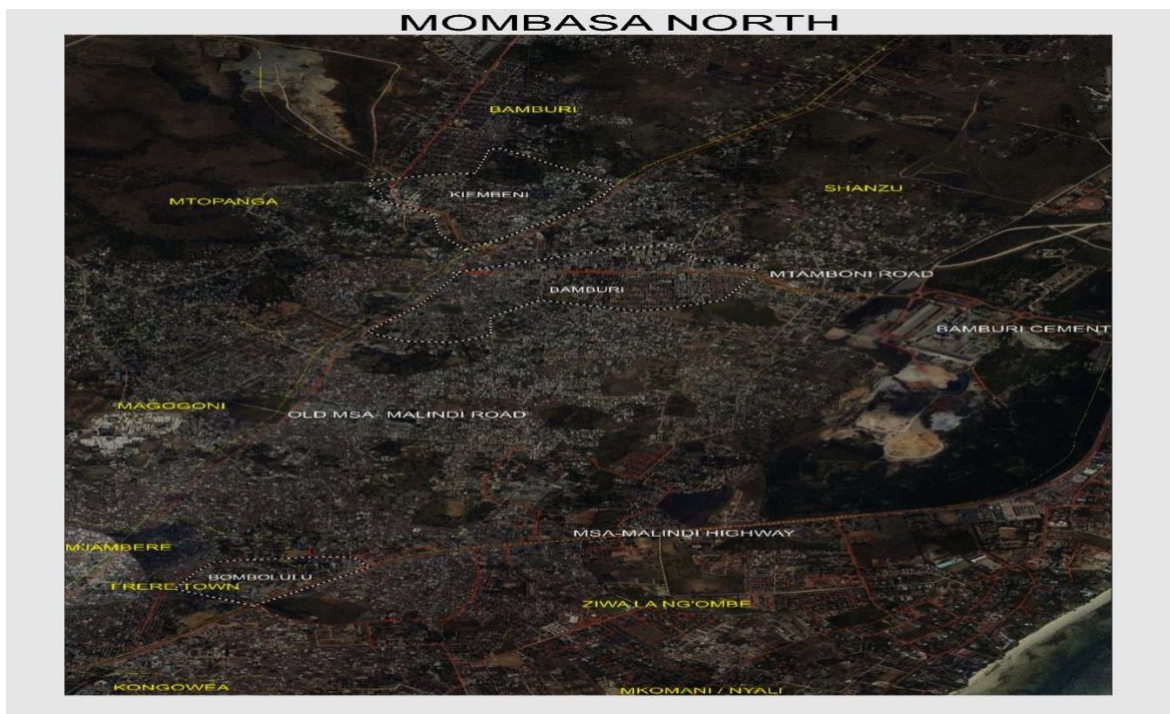 MOMBASA NORTH
BAMBURI
KIEMBENI
SHANZU
MTOPANGA
MTAMBONI ROAD
BAMBURI
BAMBURI CEMENT
MAGOGONI
OLD MSA- MALINDI ROAD
MSA-MALINDI HIGHWAY
MJAMBERE
BOMBOLULU
FRERE TOWN
ZIWA LA NG'OMBE
KONGOWEA
MKOMANI / NYALI